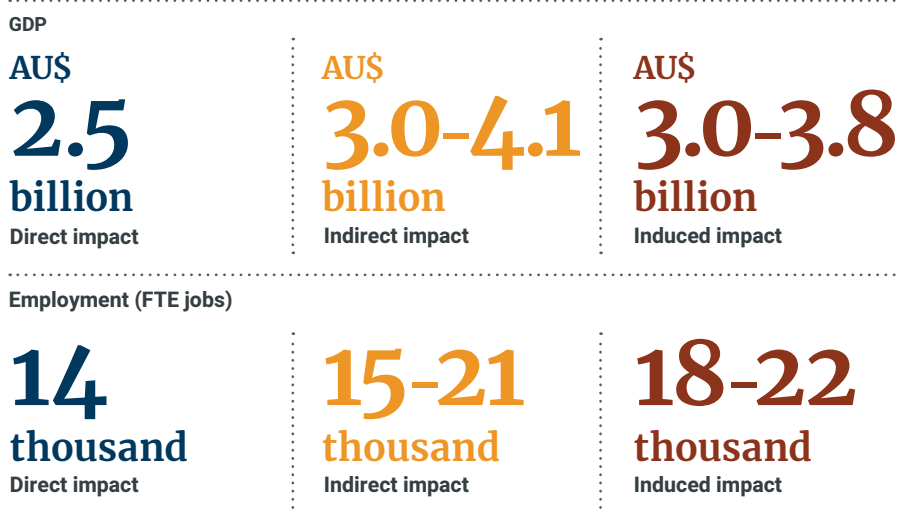 GDP
AU$
2.5
billion
Direct impact
AU$
3.0–4.1
billion
Indirect impact
AU$
3.0–3.8
billion
Induced impact
Employment (FTE jobs)
14
thousand
Direct impact
15–21
thousand
Indirect impact
18–22
thousand
Induced impact